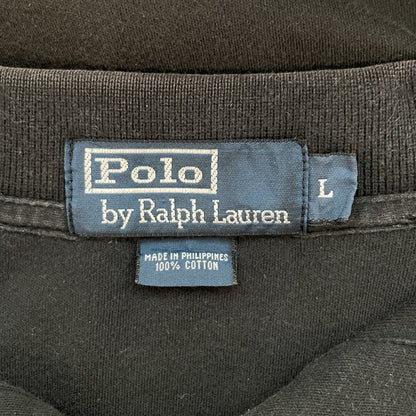 Polo
by Ralph Lauren
L
MADE IN PHILIPPINES
100% COTTON